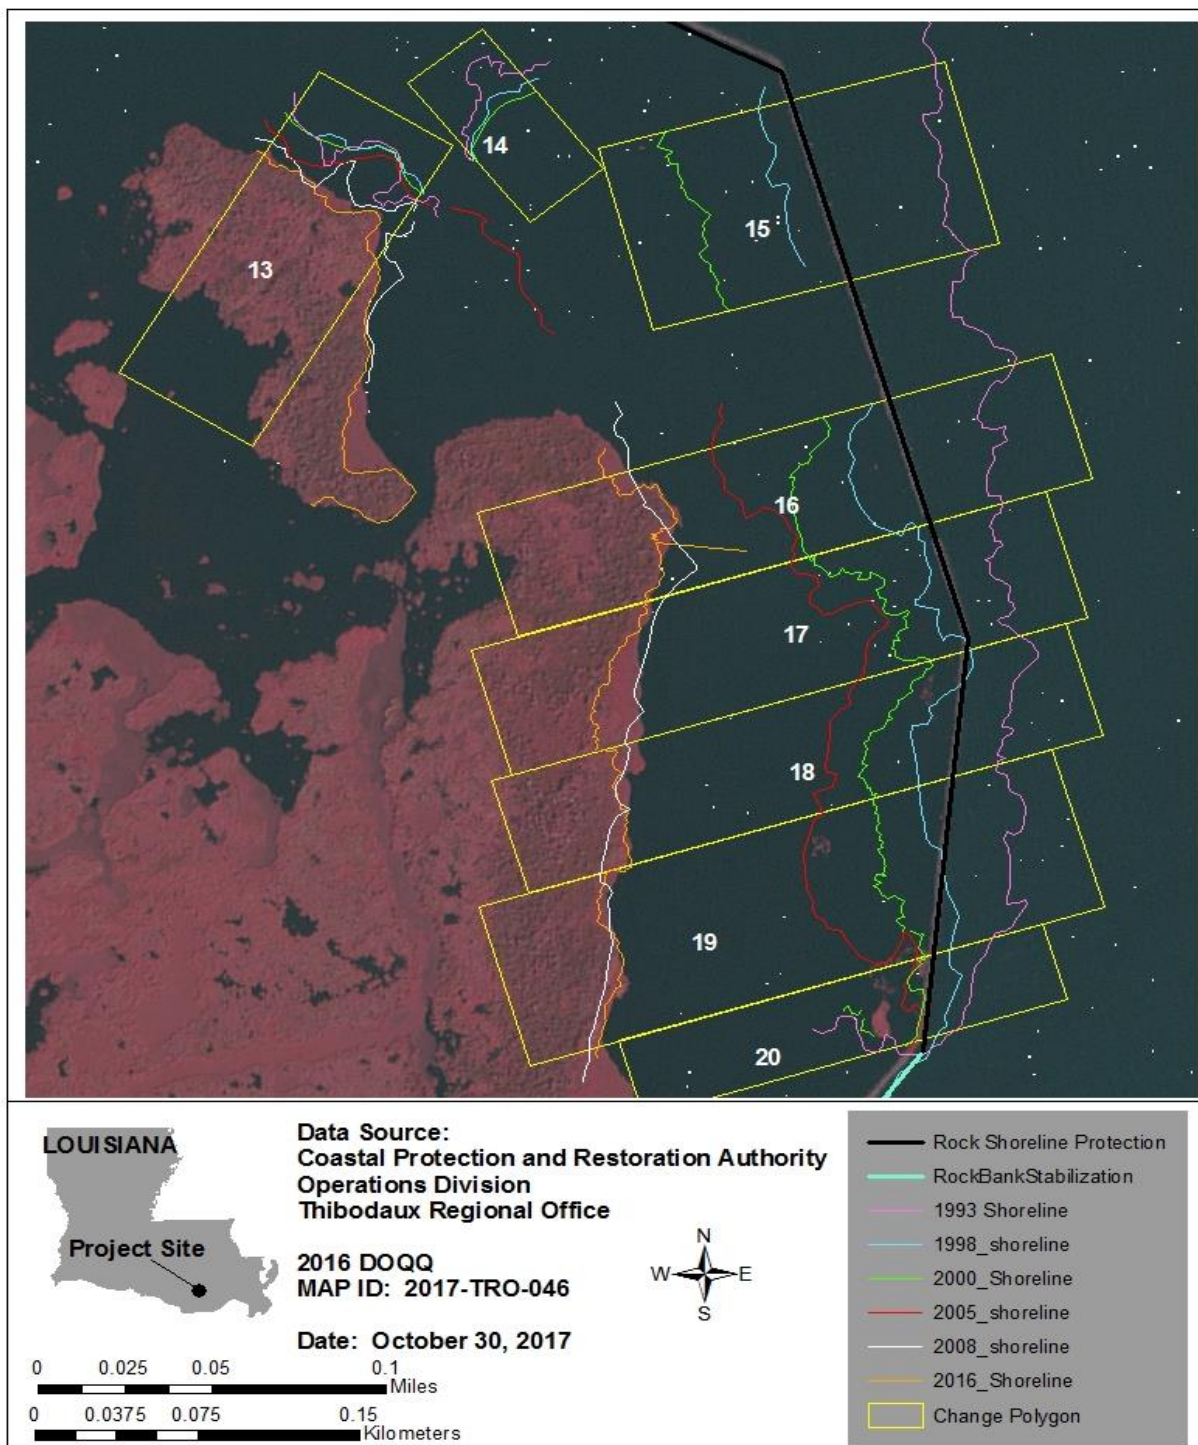 14
15
13
16
17
18
19
20
LOUISIANA
Project Site
0 0.025 0.05 0.1
Miles
0 0.0375 0.075 0.15
Kilometers
Data Source:
Coastal Protection and Restoration Authority
Operations Division
Thibodaux Regional Office
2016 DOQQ
MAP ID: 2017-TRO-046
Date: October 30, 2017
N
W E
S
Rock Shoreline Protection
RockBankStabilization
1993 Shoreline
1998_shoreline
2000_Shoreline
2005_shoreline
2008_shoreline
2016_Shoreline
Change Polygon